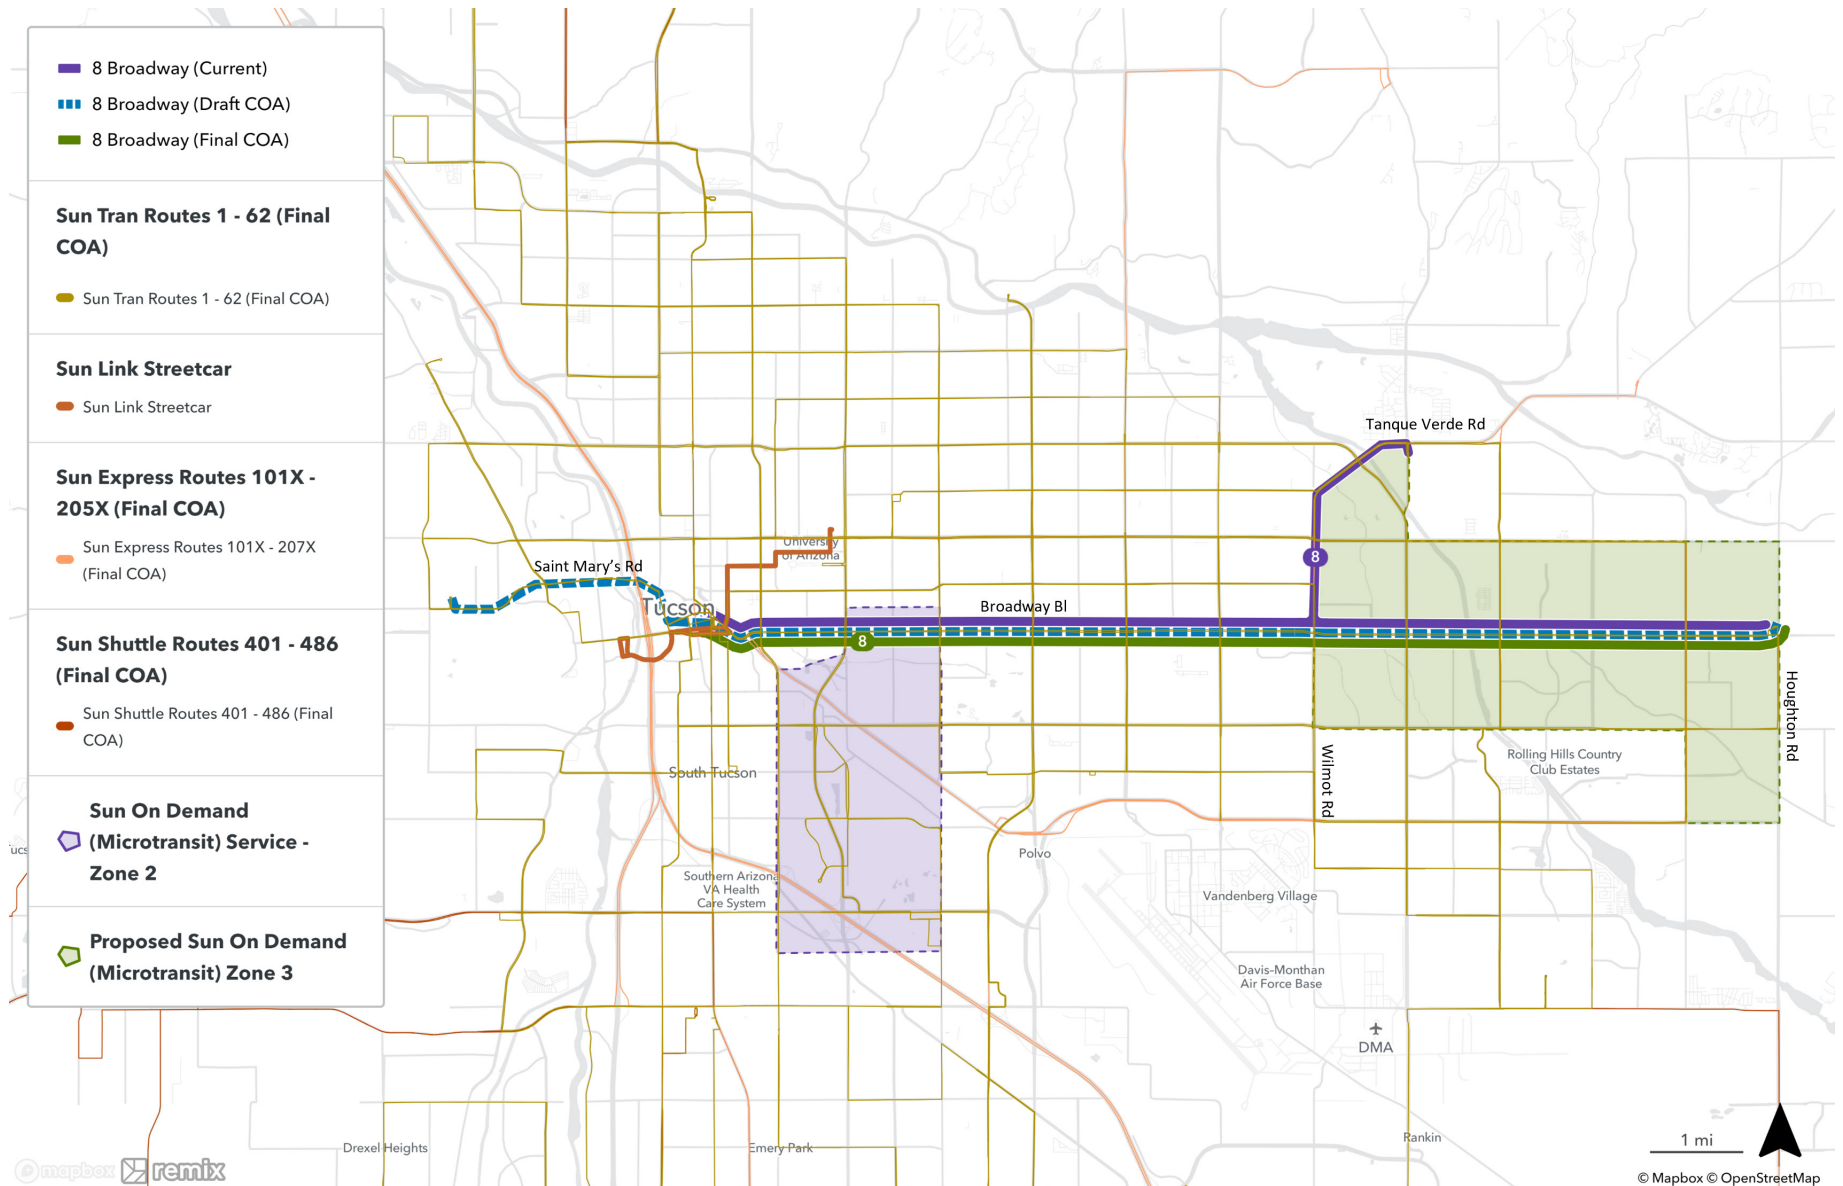 8 Broadway (Current)
8 Broadway (Draft COA)
8 Broadway (Final COA)
Sun Tran Routes 1 - 62 (Final
COA)
Sun Tran Routes 1 - 62 (Final COA)
Sun Link Streetcar
Sun Link Streetcar
Sun Express Routes 101X -
205X (Final COA)
Sun Express Routes 101X - 207X
(Final COA)
Sun Shuttle Routes 401 - 486
(Final COA)
Sun Shuttle Routes 401 - 486 (Final
COA)
Sun On Demand
(Microtransit) Service -
Zone 2
Proposed Sun On Demand
(Microtransit) Zone 3
Tanque Verde Rd
University
of Arizona
8
Saint Mary's Rd
Tucson
Broadway Bl
8
Houghton Rd
Wilmot Rd
Rolling Hills Country
Club Estates
South Tucson
Polvo
Southern Arizona
VA Health
Care System
Vandenberg Village
Davis-Monthan
Air Force Base
DMA
Drexel Heights
Emery Park
Rankin
1 mi
mapbox
remix
© Mapbox © OpenStreetMap